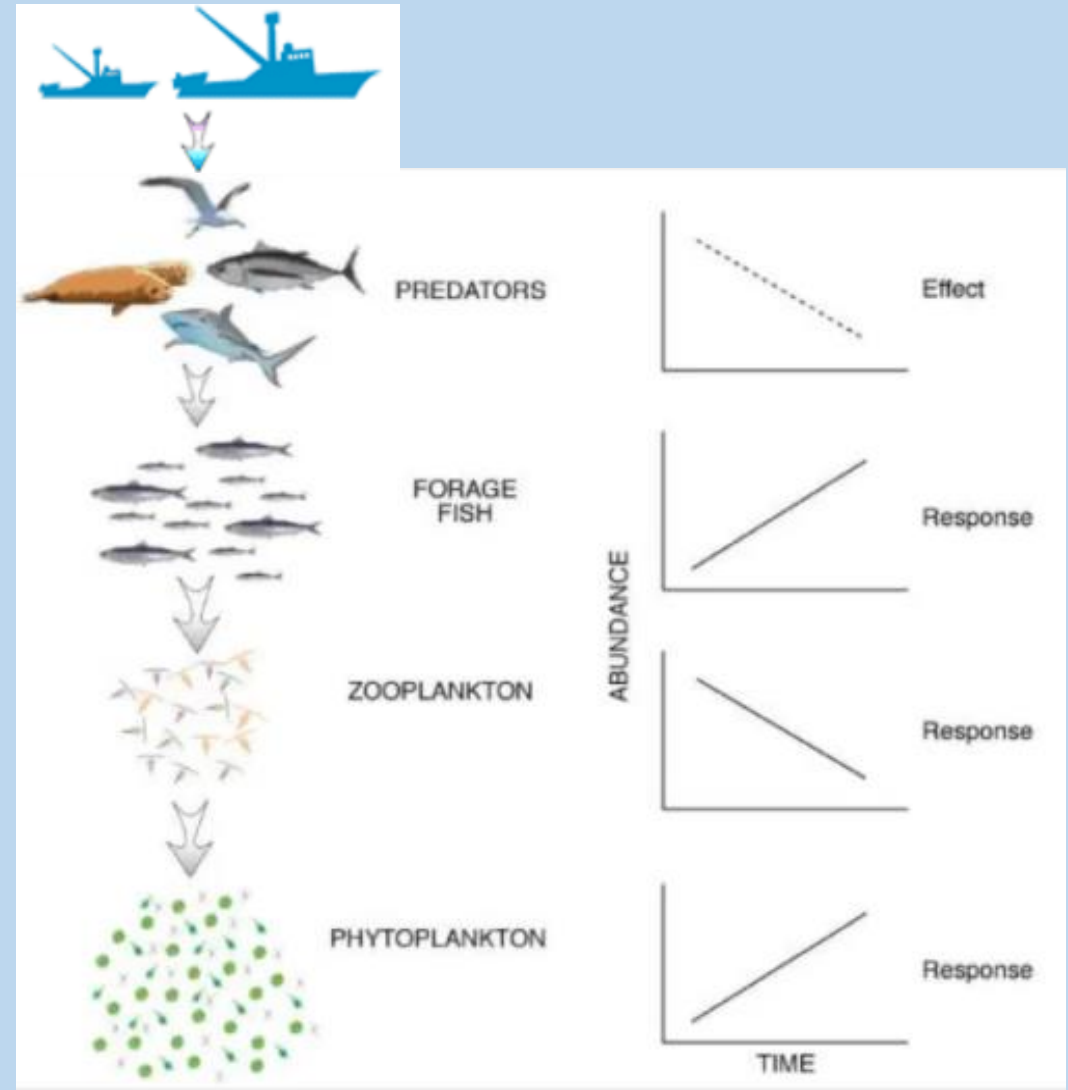 PREDATORS
Effect
FORAGE
FISH
Response
ABUNDANCE
ZOOPLANKTON
Response
PHYTOPLANKTON
Response
TIME